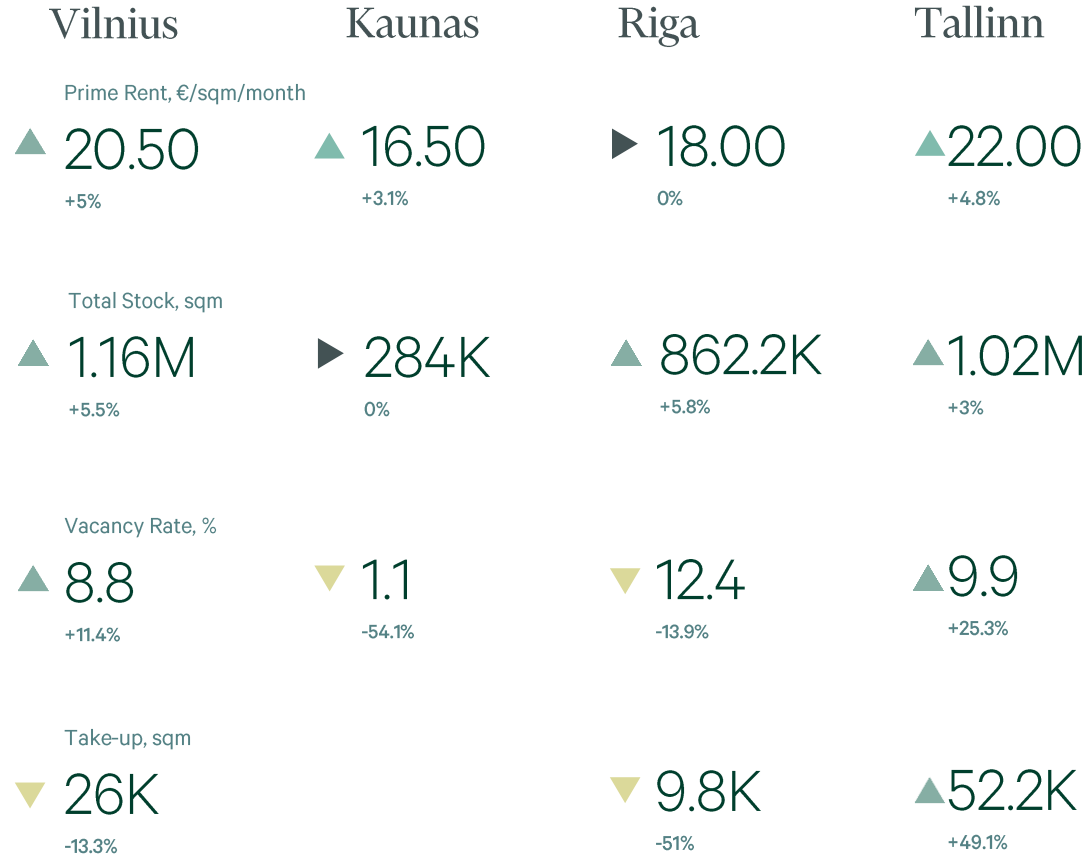 Vilnius Kaunas Riga Tallinn
Prime Rent, €/sqm/month
20.50 16.50 18.00 22.00
+5% +3.1% 0% +4.8%
Total Stock, sqm
1.16M 284K 862.2K 1.02M
+5.5% 0% +5.8% +3%
Vacancy Rate, %
8.8 1.1 12.4 9.9
+11.4% -54.1% -13.9% +25.3%
Take-up, sqm
26K 9.8K 52.2K
-13.3% -51% +49.1%